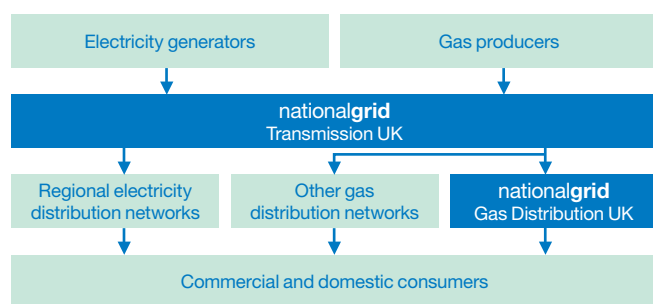 Electricity generators
Gas producers
nationalgrid
Transmission UK
Regional electricity
distribution networks
Other gas
distribution networks
nationalgrid
Gas Distribution UK
Commercial and domestic consumers